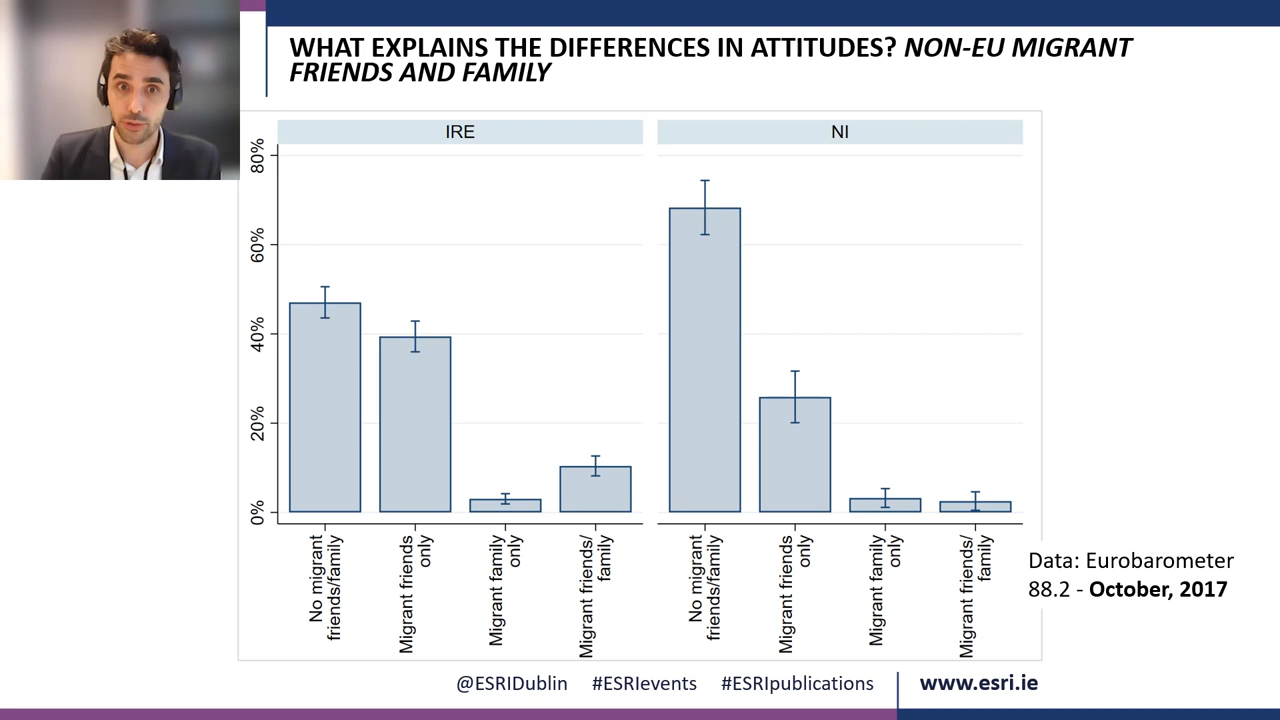 WHAT EXPLAINS THE DIFFERENCES IN ATTITUDES? NON-EU MIGRANT
FRIENDS AND FAMILY
IRE
NI
80%
60%
40%
20%
0%
No migrant
friends/family
Migrant friends
only
Migrant family
only
Migrant friends/
family
No migrant
friends/family
Migrant friends
only
Migrant family
only
Migrant friends/
family
Data: Eurobarometer
88.2 - October, 2017
@ESRIDublin #ESRIevents #ESRIpublications www.esri.ie